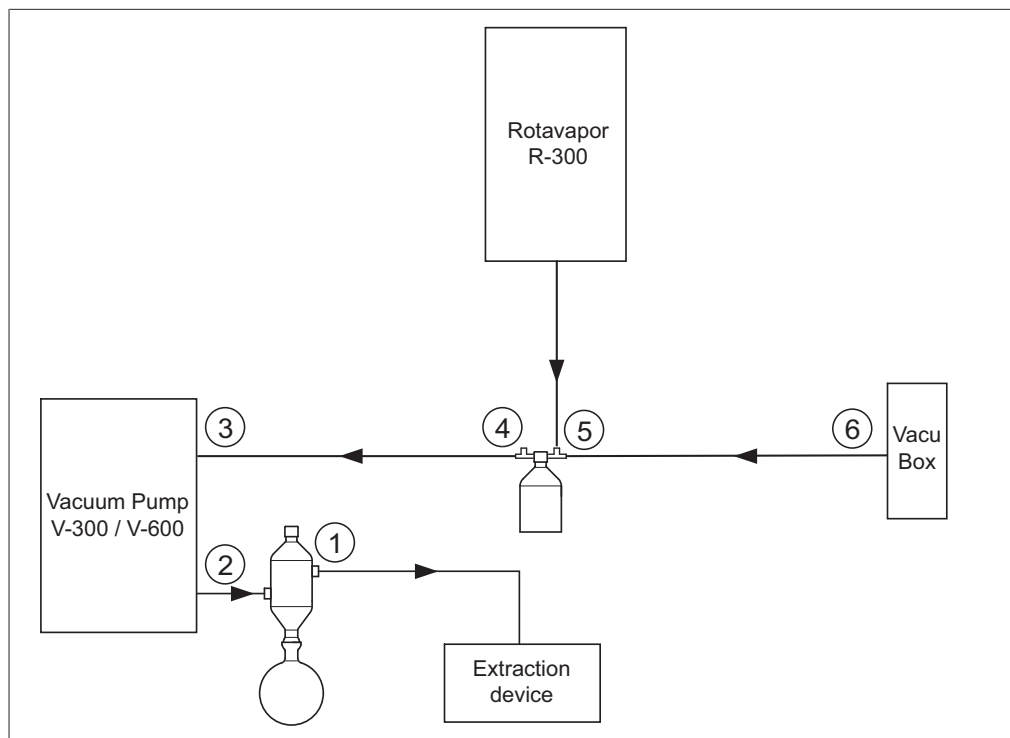 Rotavapor
R-300
3
4
5
6
Vacu
Box
Vacuum Pump
V-300 / V-600
2
1
Extraction
device